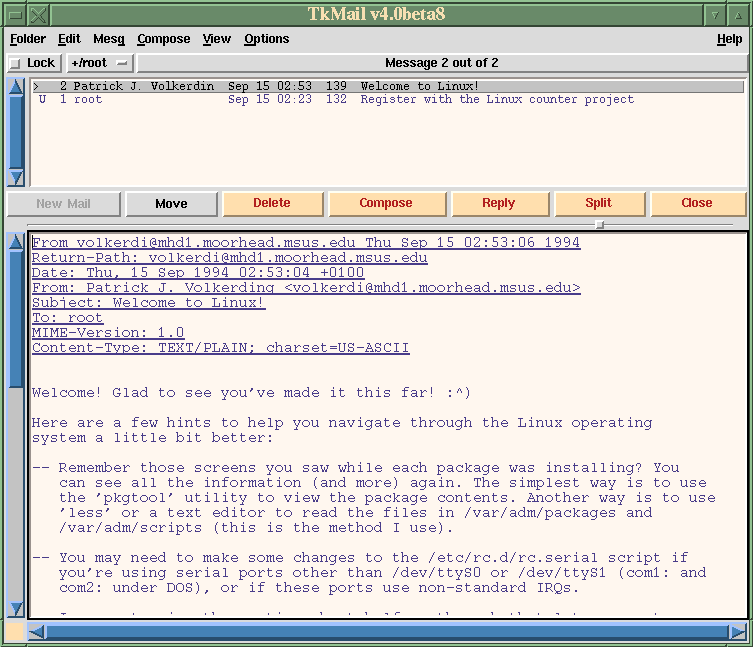 TkMail v4.0beta8
Folder Edit Mesg Compose View Options Help
Lock +/root Message 2 out of 2
> 2 Patrick J. Volkerdin Sep 15 02:53 139 Welcome to Linux!
U 1 root Sep 15 02:23 132 Register with the Linux counter project
New Mail Move Delete Compose Reply Split Close
From volkerdi@mhd1.moorhead.msus.edu Thu Sep 15 02:53:06 1994
Return-Path: volkerdi@mhd1.moorhead.msus.edu
Date: Thu, 15 Sep 1994 02:53:04 +0100
From: Patrick J. Volkerding <volkerdi@mhd1.moorhead.msus.edu>
Subject: Welcome to Linux!
To: root
MIME-Version: 1.0
Content-Type: TEXT/PLAIN; charset=US-ASCII
Welcome! Glad to see you've made it this far! :^)
Here are a few hints to help you navigate through the Linux operating
system a little bit better:
-- Remember those screens you saw while each package was installing? You
can see all the information (and more) again. The simplest way is to use
the 'pkgtool' utility to view the package contents. Another way is to use
'less' or a text editor to read the files in /var/adm/packages and
/var/adm/scripts (this is the method I use).
-- You may need to make some changes to the /etc/rc.d/rc.serial script if
you're using serial ports other than /dev/ttyS0 or /dev/ttyS1 (com1: and
com2: under DOS), or if these ports use non-standard IRQs.